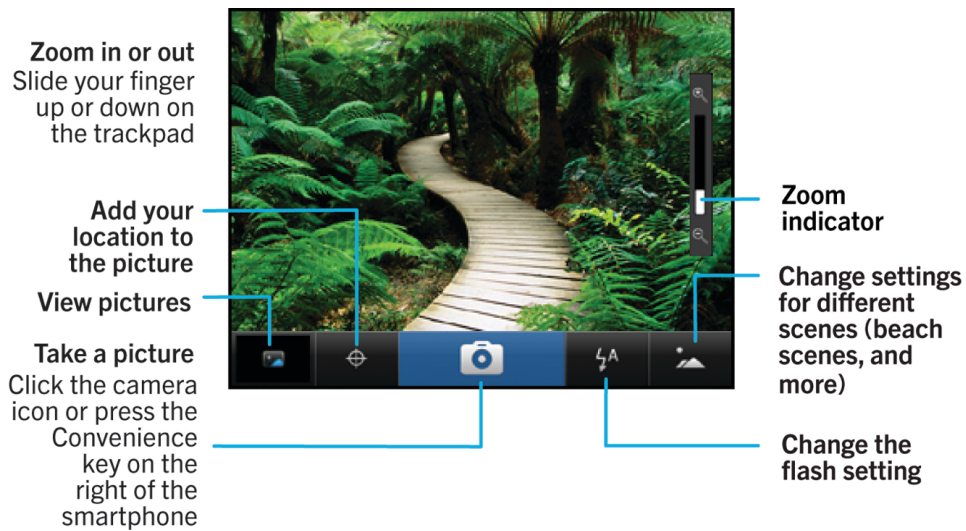 Zoom in or out
Slide your finger
up or down on
the trackpad
Add your
location to
the picture
View pictures
Take a picture
Click the camera
icon or press the
Convenience
key on the
right of the
smartphone
A
Zoom
indicator
Change settings
for different
scenes (beach
scenes, and
more)
Change the
flash setting